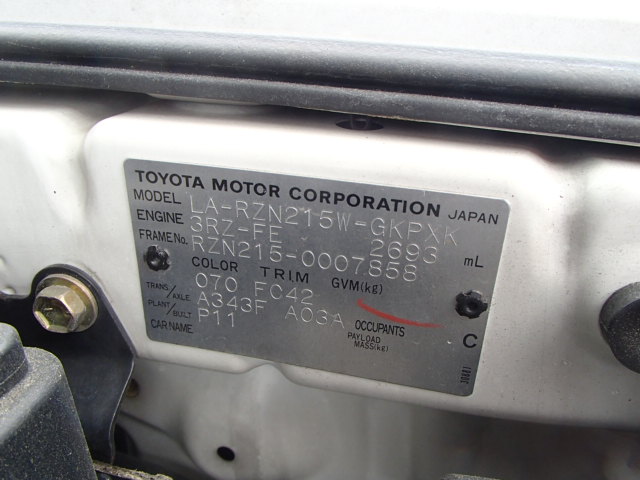 TOYOTA MOTOR CORPORATION JAPAN
MODEL LA-RZN215W-GKPXK
ENGINE 3RZ-FE 2693 mL
FRAME No. RZN215-0007858
COLOR TRIM GVM(kg)
070 FC42
TRANS/AXLE A343F A03A OCCUPANTS
PLANT/BUILT P11 PAYLOAD MASS(kg) C
CAR NAME